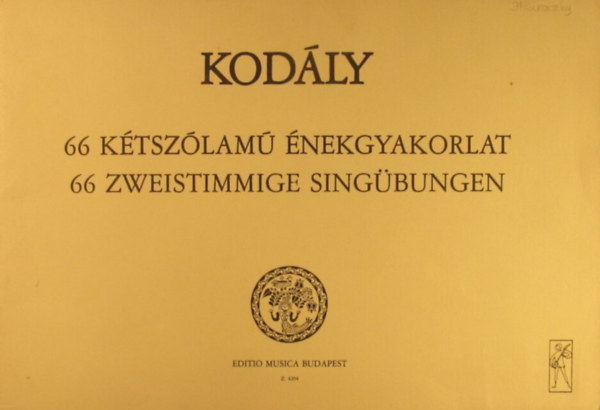 KODÁLY
66 KÉTSZÓLAMÚ ÉNEKGYAKORLAT
66 ZWEISTIMMIGE SINGÜBUNGEN
EDITIO MUSICA BUDAPEST